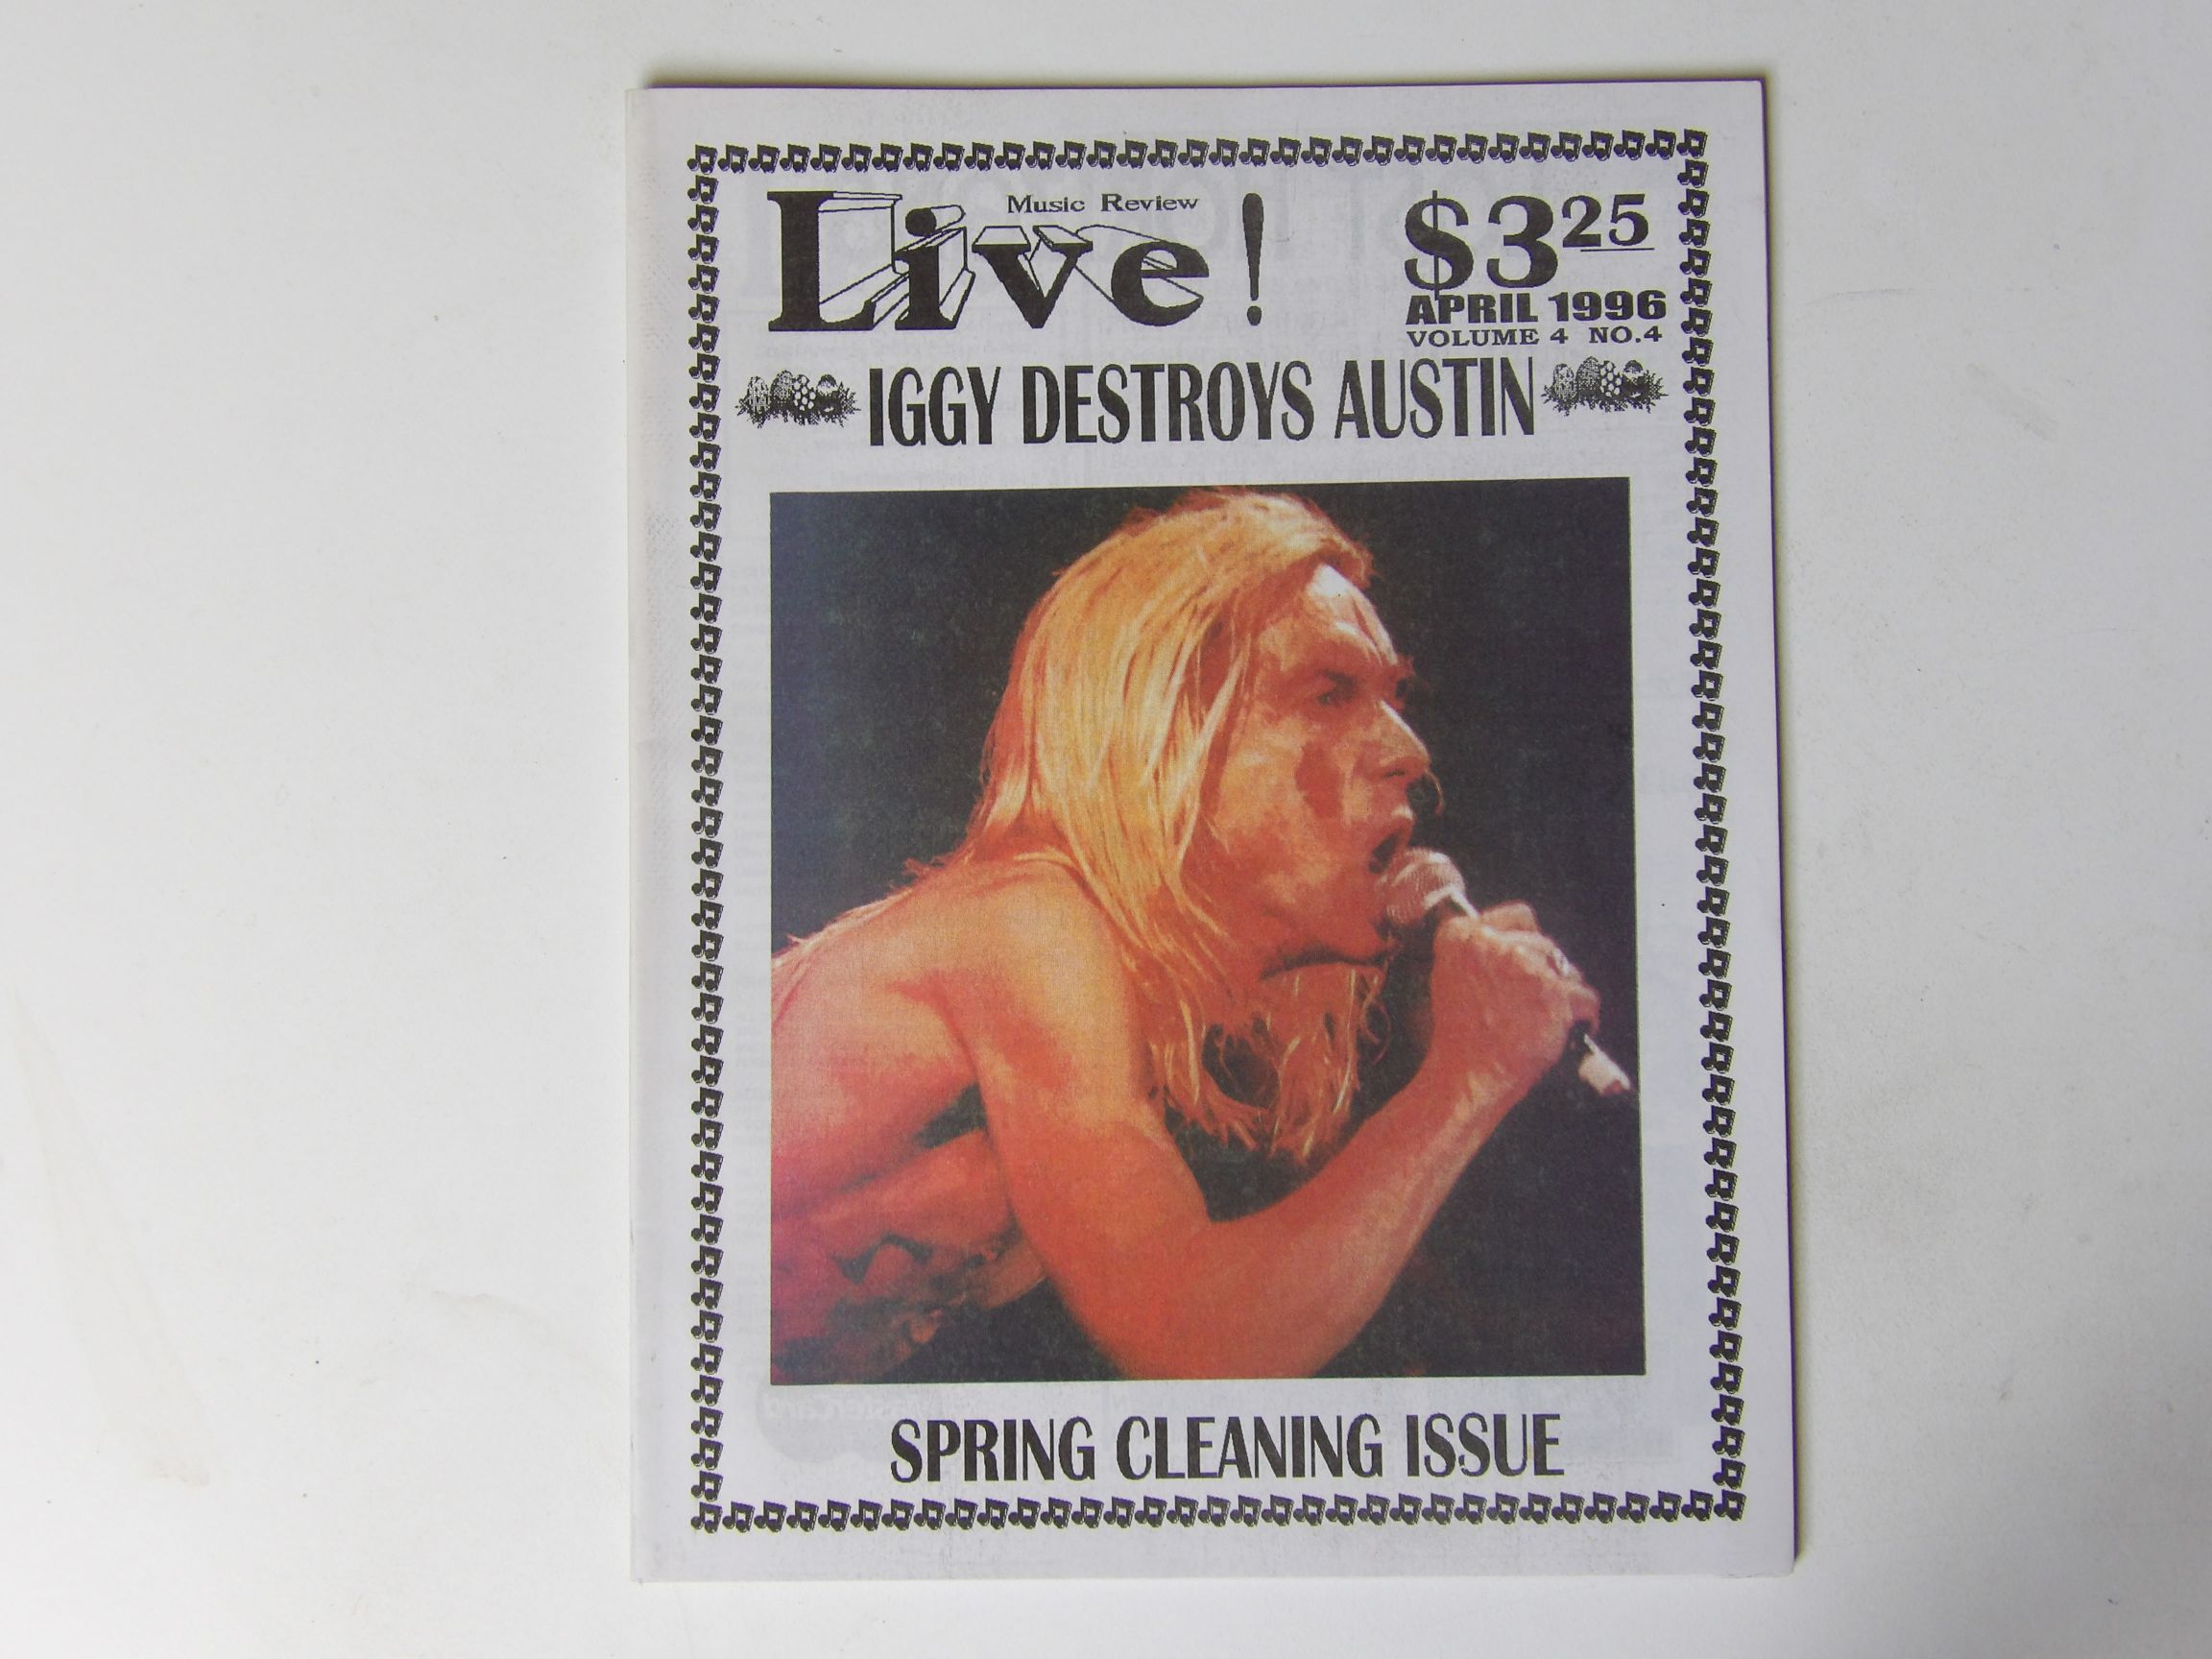 Music Review
Live!
$3.25
APRIL 1996
VOLUME 4 NO.4
IGGY DESTROYS AUSTIN
SPRING CLEANING ISSUE